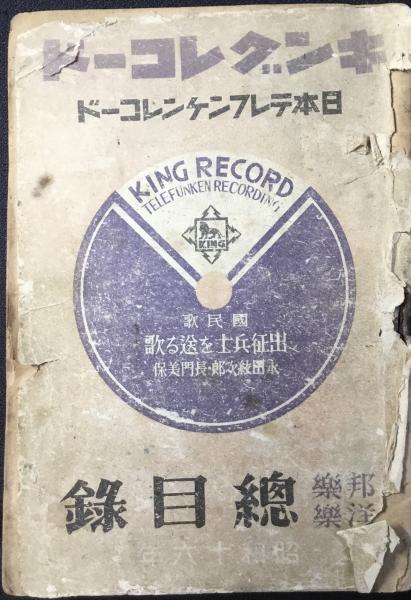 キングレコード
日本テレフンケンレコード
KING RECORD
TELEFUNKEN RECORDING
KING
國民歌
出征兵士を送る歌
永田絃次郎・長門美保
邦樂
洋樂
總目錄
昭和十六年